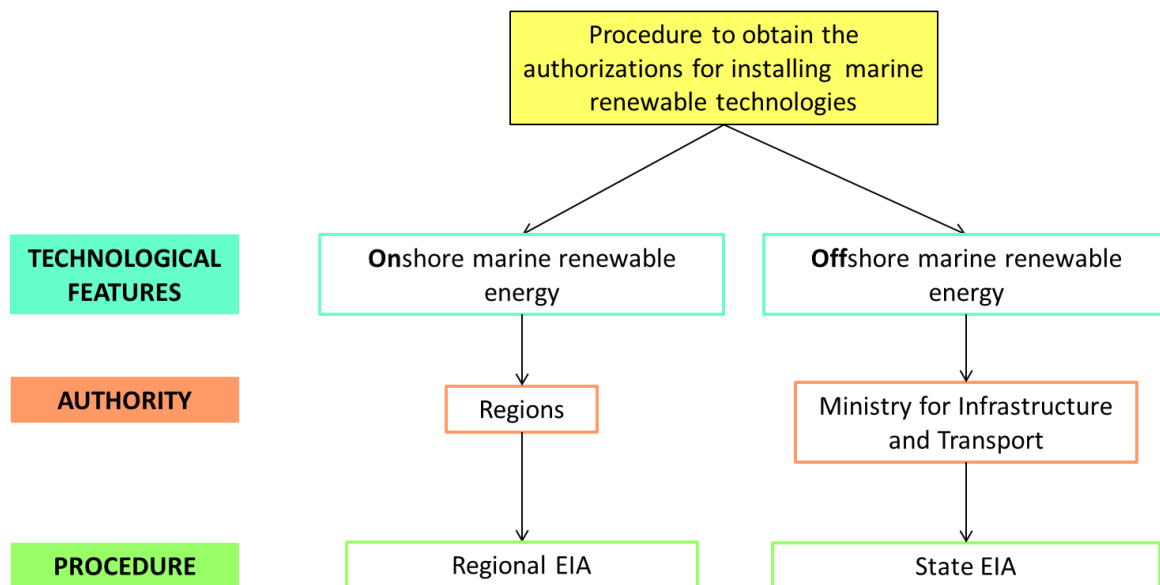 Procedure to obtain the
authorizations for installing marine
renewable technologies
TECHNOLOGICAL
FEATURES
Onshore marine renewable
energy
Offshore marine renewable
energy
AUTHORITY
Regions
Ministry for Infrastructure
and Transport
PROCEDURE
Regional EIA
State EIA